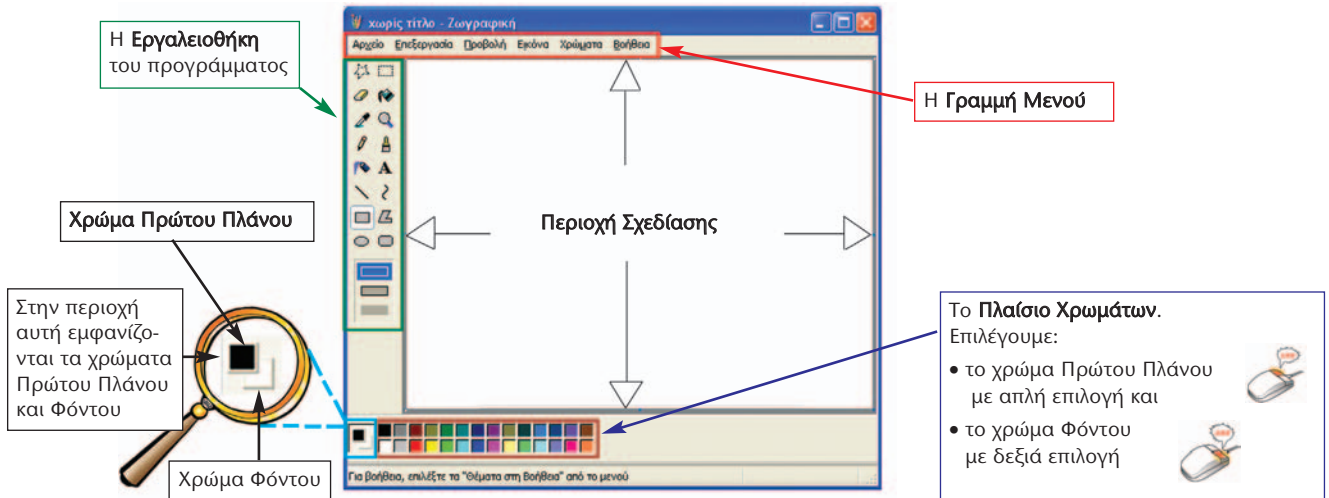 Η Εργαλειοθήκη
του προγράμματος
χωρίς τίτλο - Ζωγραφική
Αρχείο Επεξεργασία Προβολή Εικόνα Χρώματα Βοήθεια
Η Γραμμή Μενού
Περιοχή Σχεδίασης
Χρώμα Πρώτου Πλάνου
Στην περιοχή
αυτή εμφανίζο-
νται τα χρώματα
Πρώτου Πλάνου
και Φόντου
Χρώμα Φόντου
Το Πλαίσιο Χρωμάτων.
Επιλέγουμε:
• το χρώμα Πρώτου Πλάνου
με απλή επιλογή και
• το χρώμα Φόντου
με δεξιά επιλογή
Για βοήθεια, επιλέξτε τα "Θέματα στη Βοήθεια" από το μενού